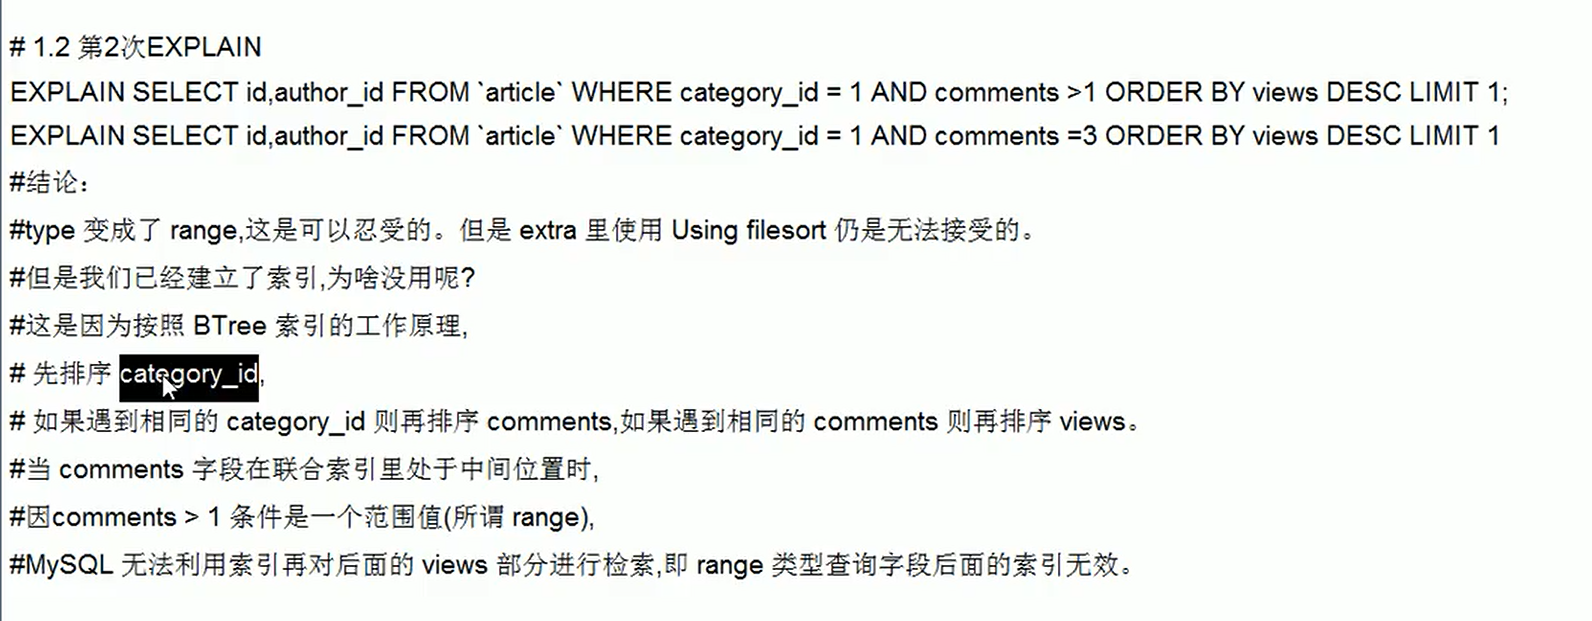 # 1.2 第2次EXPLAIN
EXPLAIN SELECT id,author_id FROM `article` WHERE category_id = 1 AND comments >1 ORDER BY views DESC LIMIT 1;
EXPLAIN SELECT id,author_id FROM `article` WHERE category_id = 1 AND comments =3 ORDER BY views DESC LIMIT 1
#结论：
#type 变成了 range,这是可以忍受的。但是 extra 里使用 Using filesort 仍是无法接受的。
#但是我们已经建立了索引,为啥没用呢?
#这是因为按照 BTree 索引的工作原理,
# 先排序 category_id,
# 如果遇到相同的 category_id 则再排序 comments,如果遇到相同的 comments 则再排序 views。
#当 comments 字段在联合索引里处于中间位置时,
#因comments > 1 条件是一个范围值(所谓 range),
#MySQL 无法利用索引再对后面的 views 部分进行检索,即 range 类型查询字段后面的索引无效。